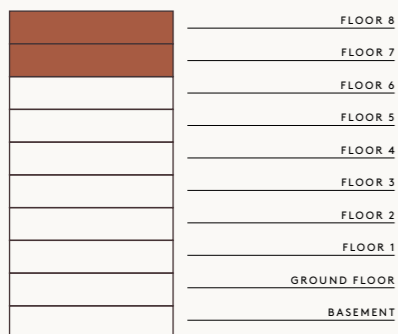 FLOOR 8
FLOOR 7
FLOOR 6
FLOOR 5
FLOOR 4
FLOOR 3
FLOOR 2
FLOOR 1
GROUND FLOOR
BASEMENT